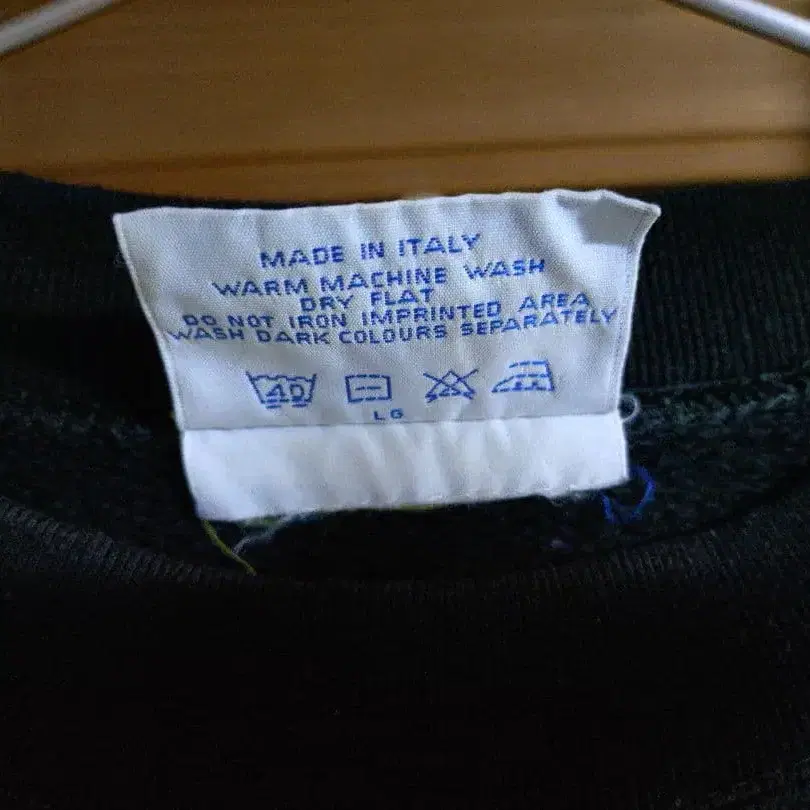 MADE IN ITALY
WARM MACHINE WASH
DRY FLAT
DO NOT IRON IMPRINTED AREA
WASH DARK COLOURS SEPARATELY
40
LG